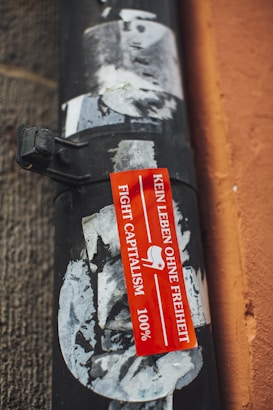 KEIN LEBEN OHNE FREIHEIT
FIGHT CAPITALISM 100%